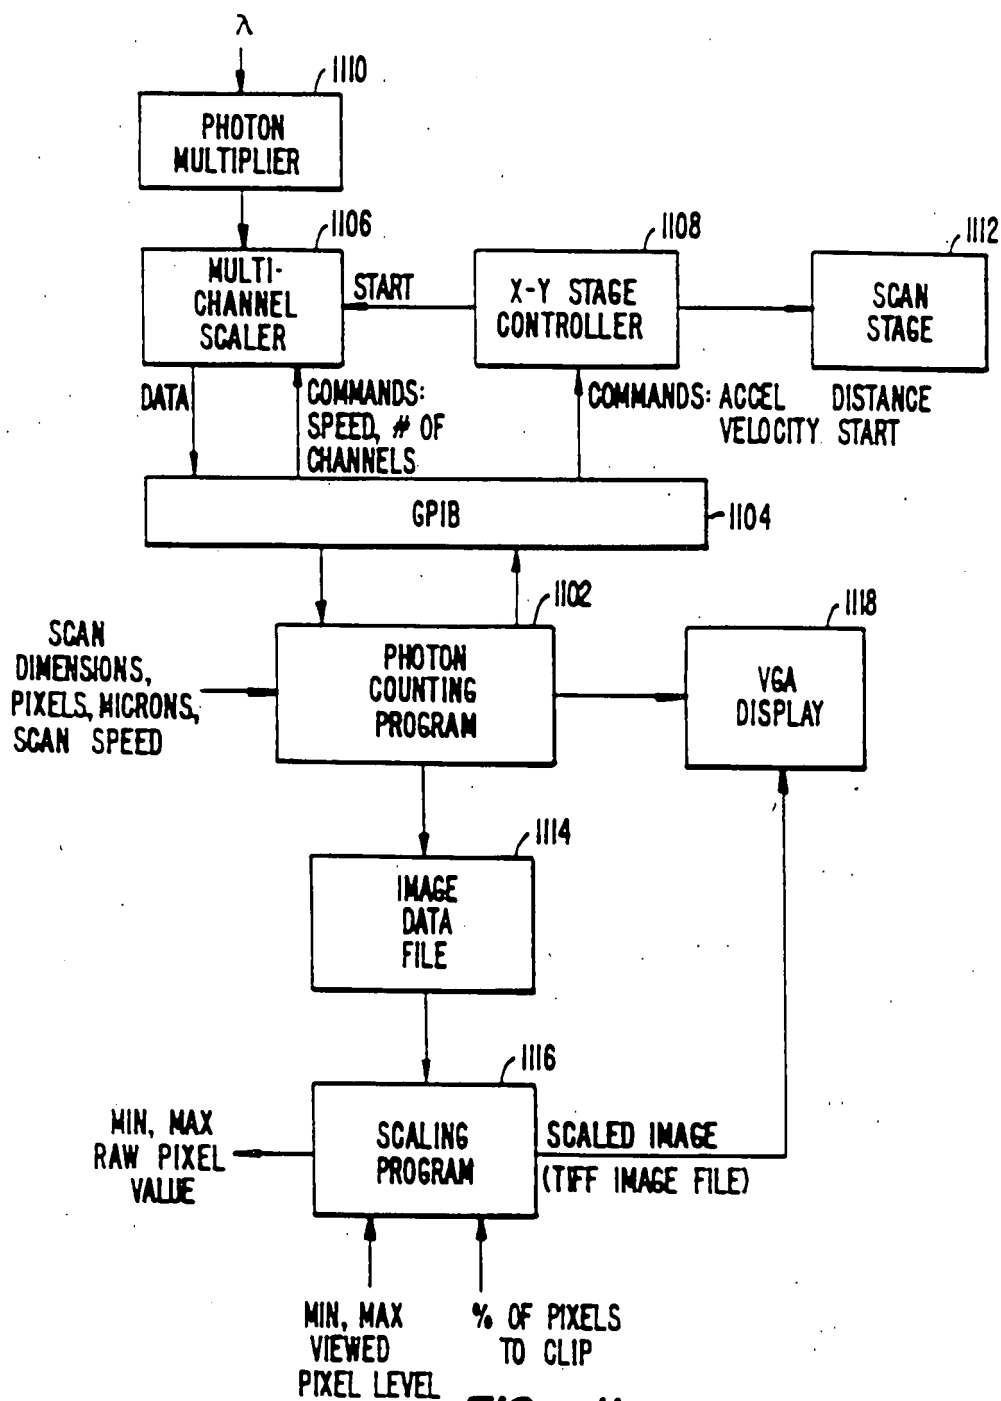 λ
1110
PHOTON
MULTIPLIER
1106
MULTI-
CHANNEL
SCALER
START
1108
X-Y STAGE
CONTROLLER
1112
SCAN
STAGE
DATA
COMMANDS:
SPEED, # OF
CHANNELS
COMMANDS: ACCEL DISTANCE
VELOCITY START
GPIB
1104
1102
PHOTON
COUNTING
PROGRAM
SCAN
DIMENSIONS,
PIXELS, MICRONS,
SCAN SPEED
1118
VGA
DISPLAY
1114
IMAGE
DATA
FILE
1116
SCALING
PROGRAM
MIN, MAX
RAW PIXEL
VALUE
SCALED IMAGE
(TIFF IMAGE FILE)
MIN, MAX
VIEWED
PIXEL LEVEL
% OF PIXELS
TO CLIP